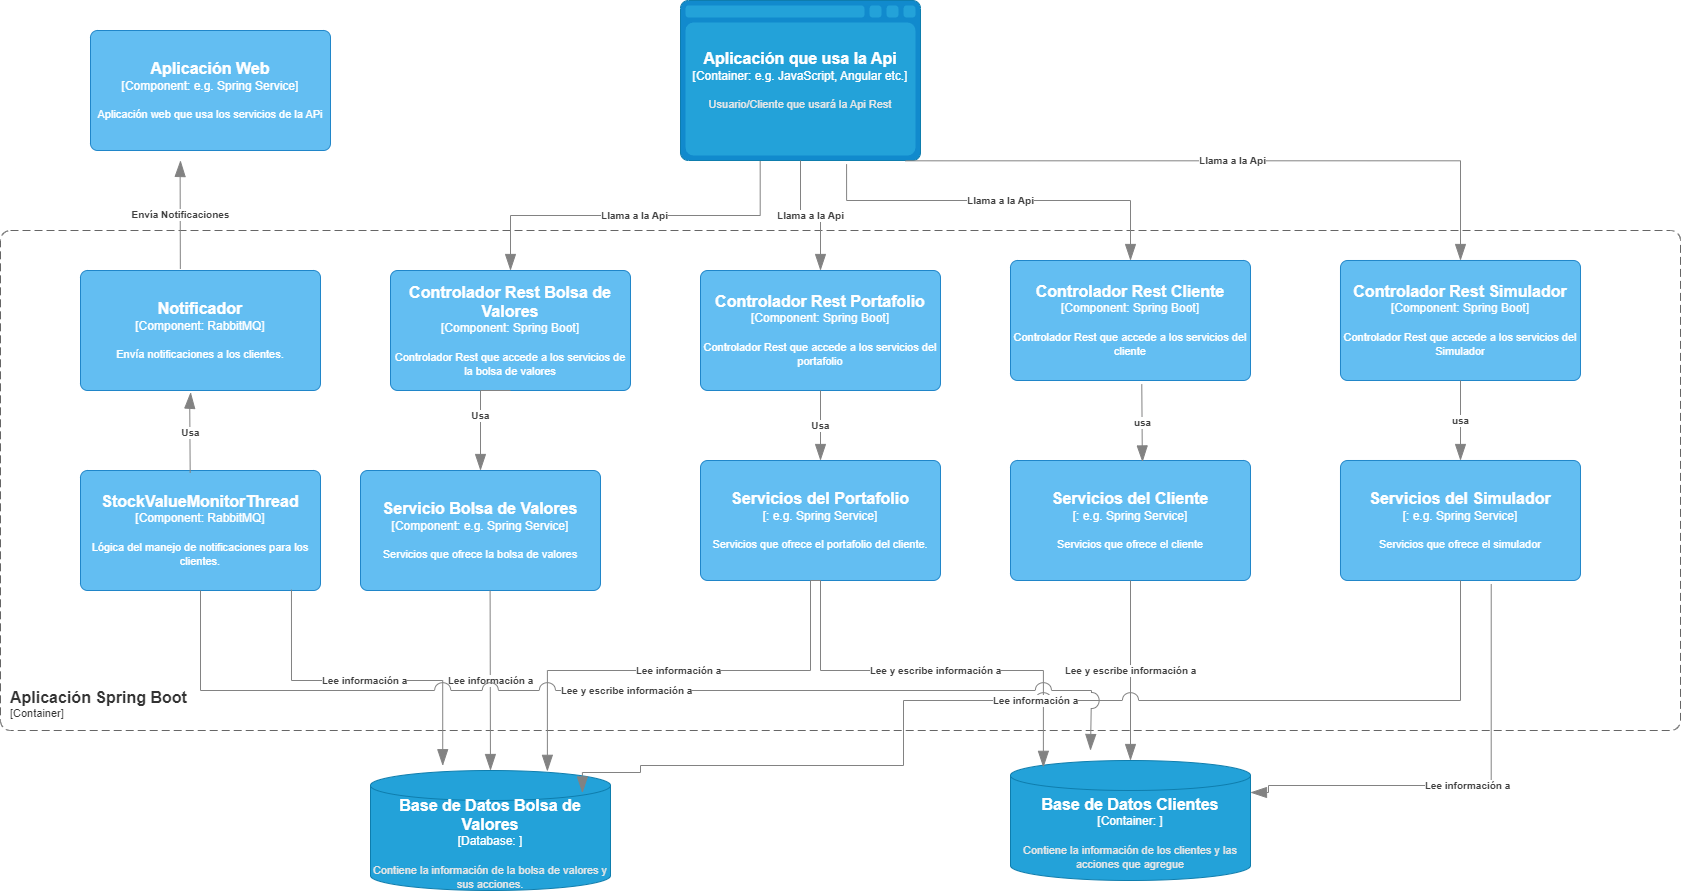 Aplicación Web
[Component: e.g. Spring Service]
Aplicación web que usa los servicios de la APi
Aplicación que usa la Api
[Container: e.g. JavaScript, Angular etc.]
Usuario/Cliente que usará la Api Rest
Envía Notificaciones
Llama a la Api
Llama a la Api
Llama a la Api
Llama a la Api
Notificador
[Component: RabbitMQ]
Envía notificaciones a los clientes.
Controlador Rest Bolsa de
Valores
[Component: Spring Boot]
Controlador Rest que accede a los servicios de
la bolsa de valores
Controlador Rest Portafolio
[Component: Spring Boot]
Controlador Rest que accede a los servicios del
portafolio
Controlador Rest Cliente
[Component: Spring Boot]
Controlador Rest que accede a los servicios del
cliente
Controlador Rest Simulador
[Component: Spring Boot]
Controlador Rest que accede a los servicios del
Simulador
Usa
Usa
Usa
usa
usa
StockValueMonitorThread
[Component: RabbitMQ]
Lógica del manejo de notificaciones para los
clientes.
Servicio Bolsa de Valores
[Component: e.g. Spring Service]
Servicios que ofrece la bolsa de valores
Servicios del Portafolio
[: e.g. Spring Service]
Servicios que ofrece el portafolio del cliente.
Servicios del Cliente
[: e.g. Spring Service]
Servicios que ofrece el cliente
Servicios del Simulador
[: e.g. Spring Service]
Servicios que ofrece el simulador
Lee información a
Lee información a
Lee información a
Lee y escribe información a
Lee y escribe información a
Lee y escribe información a
Lee información a
Lee información a
Aplicación Spring Boot
[Container]
Base de Datos Bolsa de
Valores
[Database: ]
Contiene la información de la bolsa de valores y
sus acciones.
Base de Datos Clientes
[Container: ]
Contiene la información de los clientes y las
acciones que agregue